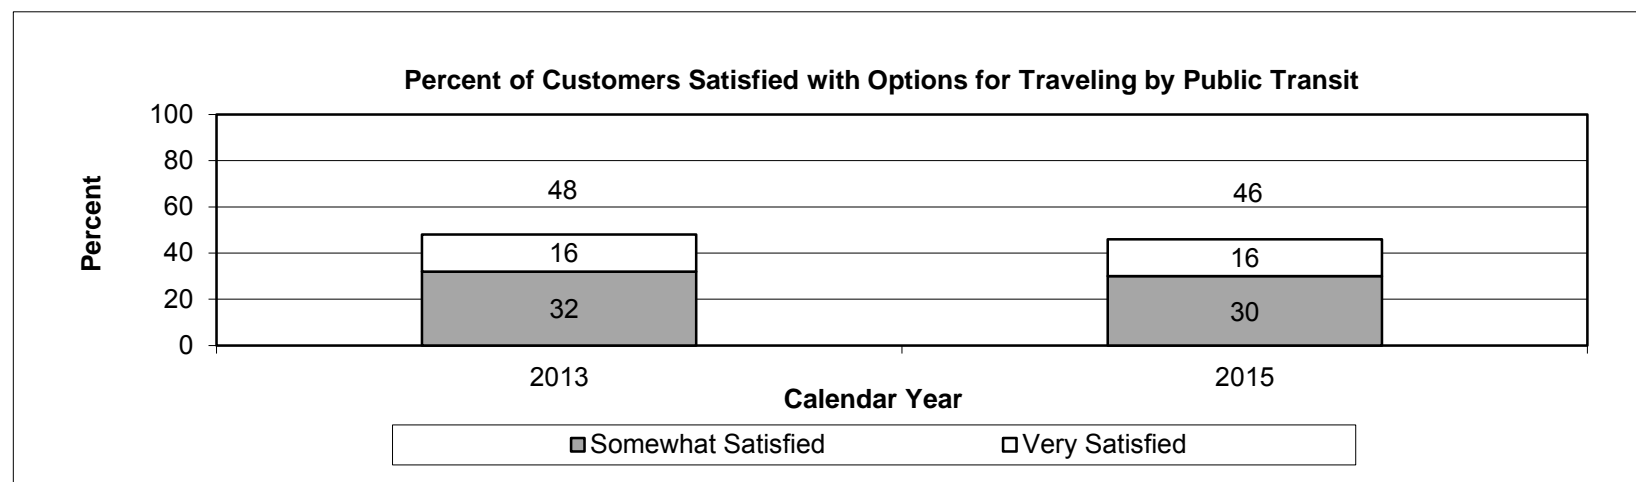 Percent of Customers Satisfied with Options for Traveling by Public Transit
Percent
100
80
60
40
20
0
48
46
16
16
32
30
2013
2015
Calendar Year
Somewhat Satisfied
Very Satisfied